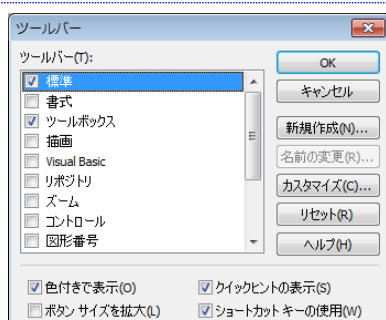 ツールバー
ツールバー(T):
標準
書式
ツールボックス
描画
Visual Basic
リポジトリ
ズーム
コントロール
図形番号
OK
キャンセル
新規作成(N)...
名前の変更(R)...
カスタマイズ(C)...
リセット(R)
ヘルプ(H)
色付きで表示(O)
クイックヒントの表示(S)
ボタン サイズを拡大(L)
ショートカット キーの使用(W)